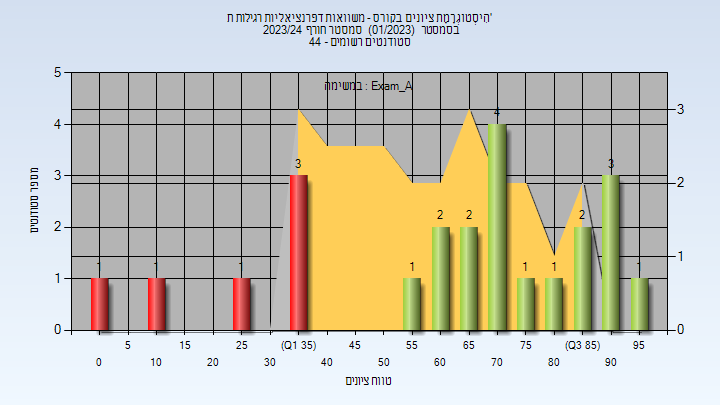 היסטוגרמת ציונים בקורס - משוואות דפרנציאליות רגילות ח'
בסמסטר (01/2023) סמסטר חורף 2023/24
סטודנטים רשומים - 44
במשימה : Exam_A
מספר סטודנטים
5
4
3
2
1
0
3
2
1
0
1
1
1
3
1
2
2
4
1
1
2
3
1
5 15 25 (Q1 35) 45 55 65 75 (Q3 85) 95
0 10 20 30 40 50 60 70 80 90
טווח ציונים